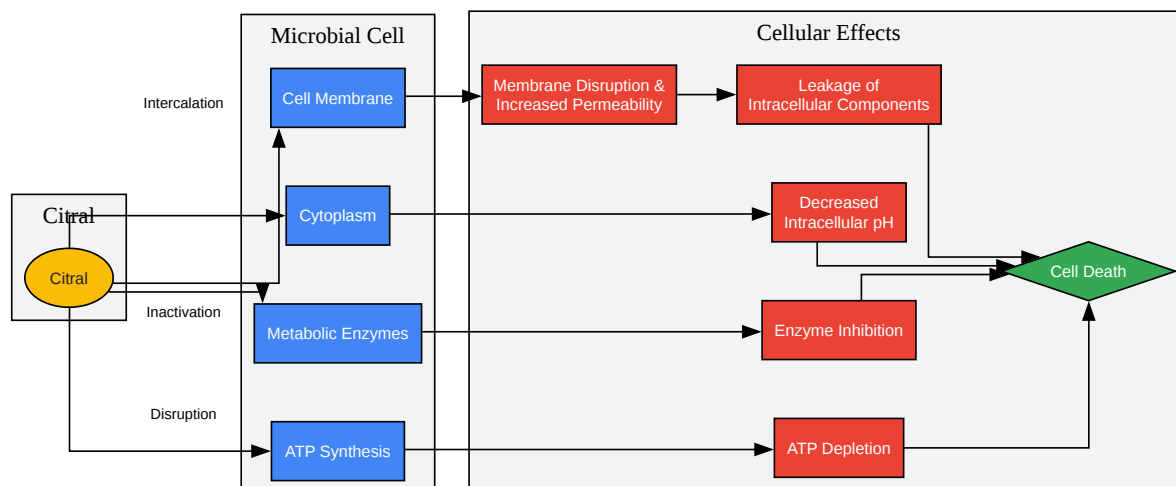 Microbial Cell
Cellular Effects
Intercalation
Cell Membrane
Membrane Disruption &
Increased Permeability
Leakage of
Intracellular Components
Citral
Cytoplasm
Decreased
Intracellular pH
Citral
Cell Death
Inactivation
Metabolic Enzymes
Enzyme Inhibition
Disruption
ATP Synthesis
ATP Depletion